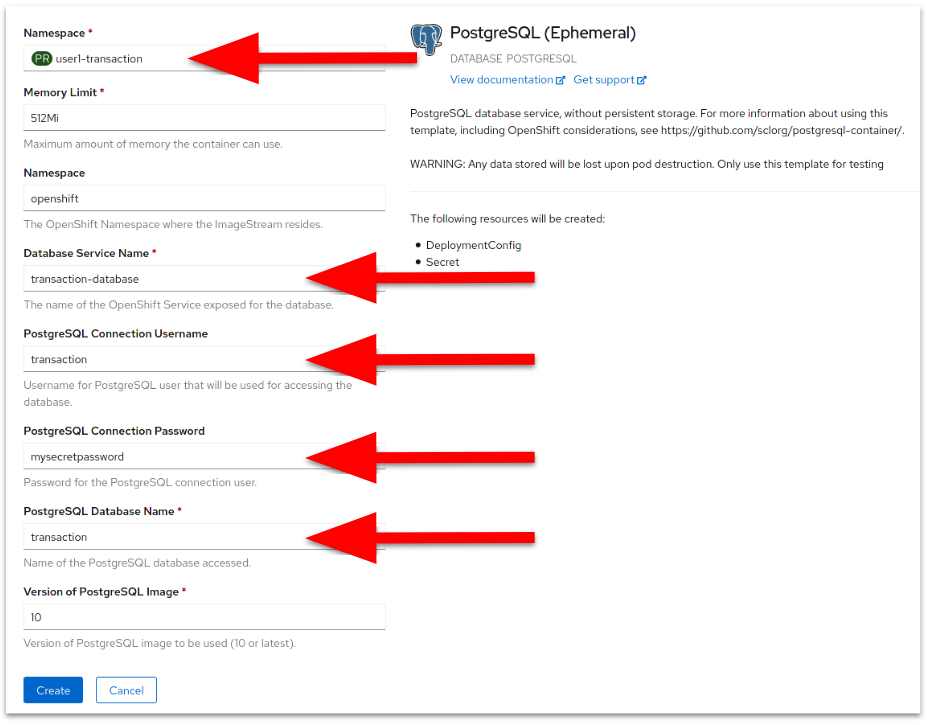 Namespace *
PR user1-transaction
Memory Limit *
512Mi
Maximum amount of memory the container can use.
Namespace
openshift
The OpenShift Namespace where the ImageStream resides.
Database Service Name *
transaction-database
The name of the OpenShift Service exposed for the database.
PostgreSQL Connection Username
transaction
Username for PostgreSQL user that will be used for accessing the
database.
PostgreSQL Connection Password
mysecretpassword
Password for the PostgreSQL connection user.
PostgreSQL Database Name *
transaction
Name of the PostgreSQL database accessed.
Version of PostgreSQL Image *
10
Version of PostgreSQL image to be used (10 or latest).
Create Cancel
PostgreSQL (Ephemeral)
DATABASE POSTGRESQL
View documentation Get support
PostgreSQL database service, without persistent storage. For more information about using this
template, including OpenShift considerations, see https://github.com/sclorg/postgresql-container/.
WARNING: Any data stored will be lost upon pod destruction. Only use this template for testing
The following resources will be created:
• DeploymentConfig
• Secret